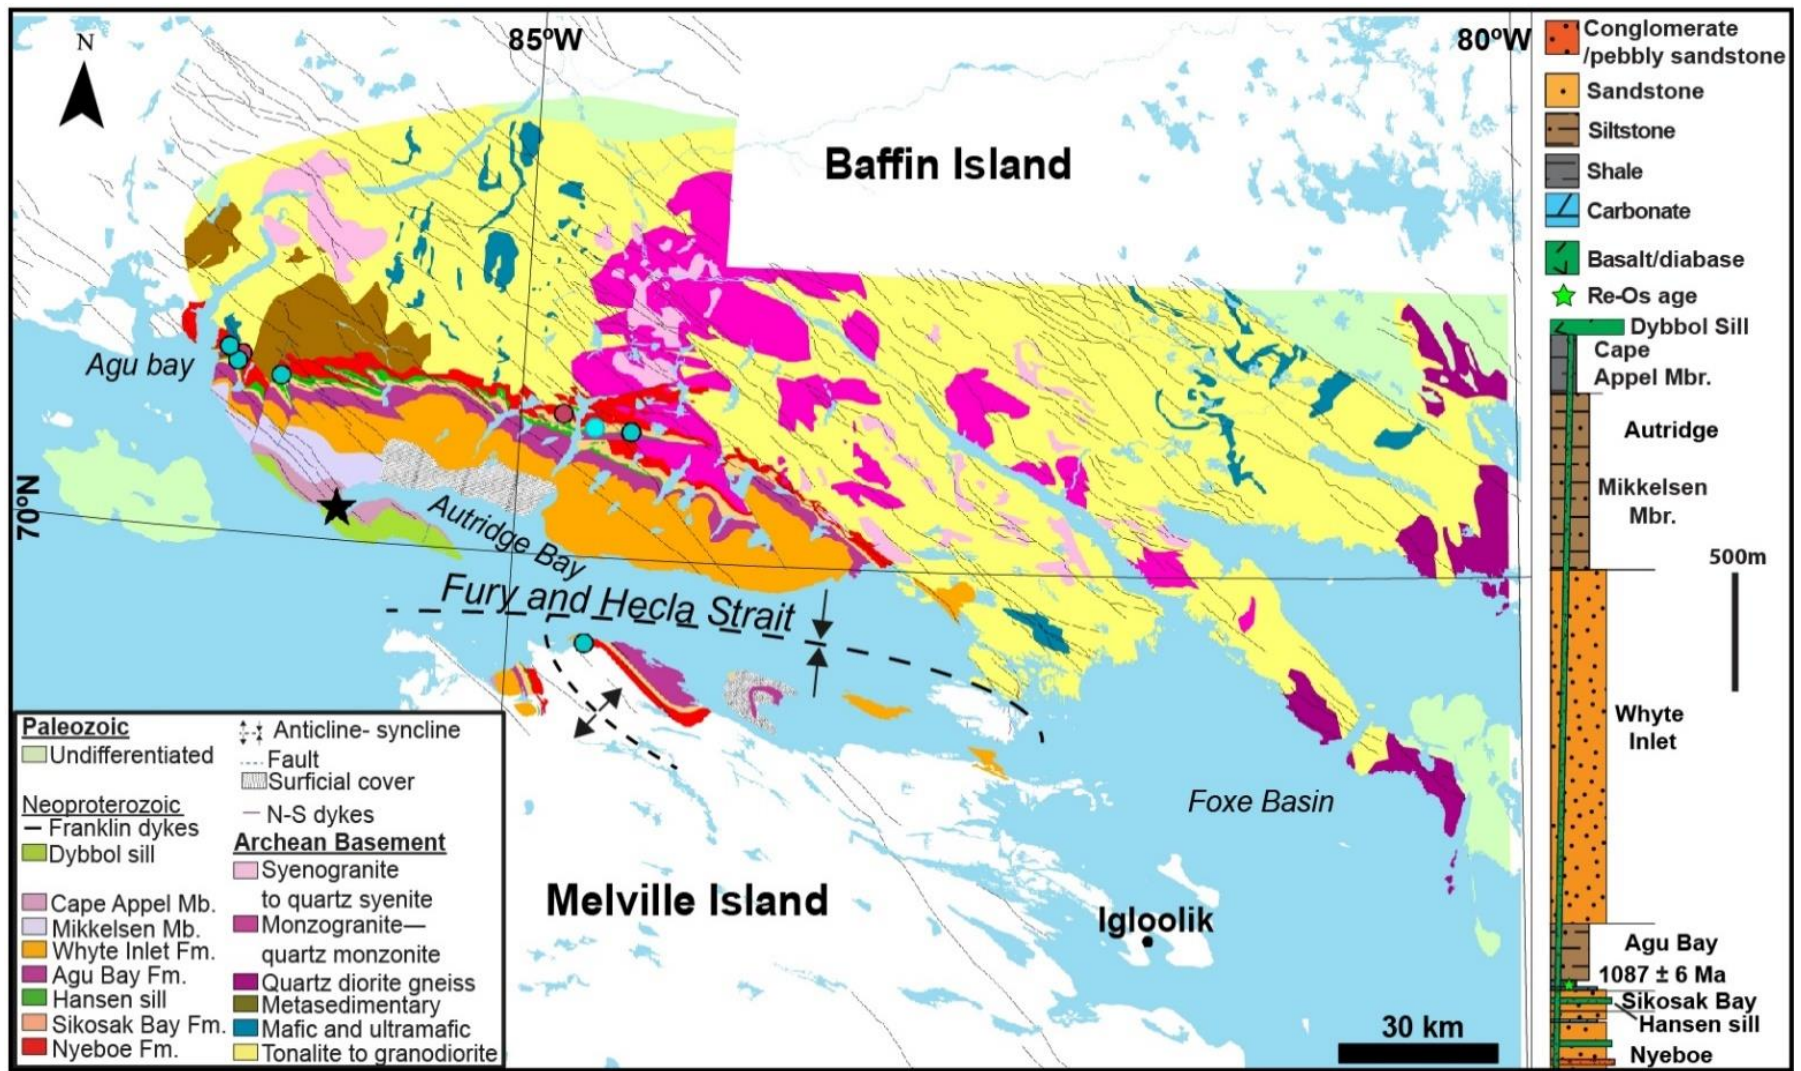 N
85ºW
80ºW
Baffin Island
Agu bay
70ºN
Autridge Bay
Fury and Hecla Strait
Foxe Basin
Melville Island
Igloolik
30 km
Paleozoic
Undifferentiated
Neoproterozoic
Franklin dykes
Dybbol sill
Cape Appel Mb.
Mikkelsen Mb.
Whyte Inlet Fm.
Agu Bay Fm.
Hansen sill
Sikosak Bay Fm.
Nyeboe Fm.
Anticline- syncline
Fault
Surficial cover
N-S dykes
Archean Basement
Syenogranite
to quartz syenite
Monzogranite—
quartz monzonite
Quartz diorite gneiss
Metasedimentary
Mafic and ultramafic
Tonalite to granodiorite
Conglomerate
/pebbly sandstone
Sandstone
Siltstone
Shale
Carbonate
Basalt/diabase
Re-Os age
Dybbol Sill
Cape
Appel Mbr.
Autridge
Mikkelsen
Mbr.
500m
Whyte
Inlet
Agu Bay
1087 ± 6 Ma
Sikosak Bay
Hansen sill
Nyeboe